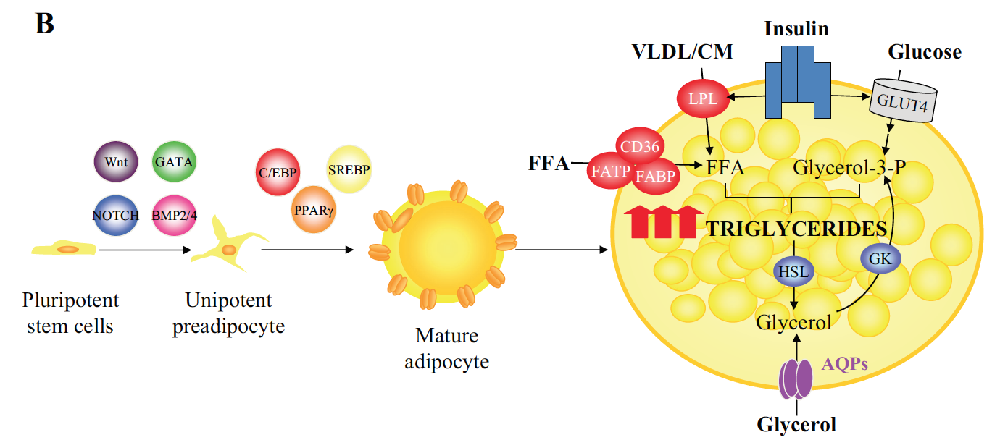 B
Wnt
GATA
NOTCH
BMP2/4
C/EBP
SREBP
PPARγ
Pluripotent
stem cells
Unipotent
preadipocyte
Mature
adipocyte
Insulin
VLDL/CM
Glucose
LPL
GLUT4
CD36
FFA
FATP
FABP
FFA
Glycerol-3-P
TRIGLYCERIDES
HSL
GK
Glycerol
AQPs
Glycerol